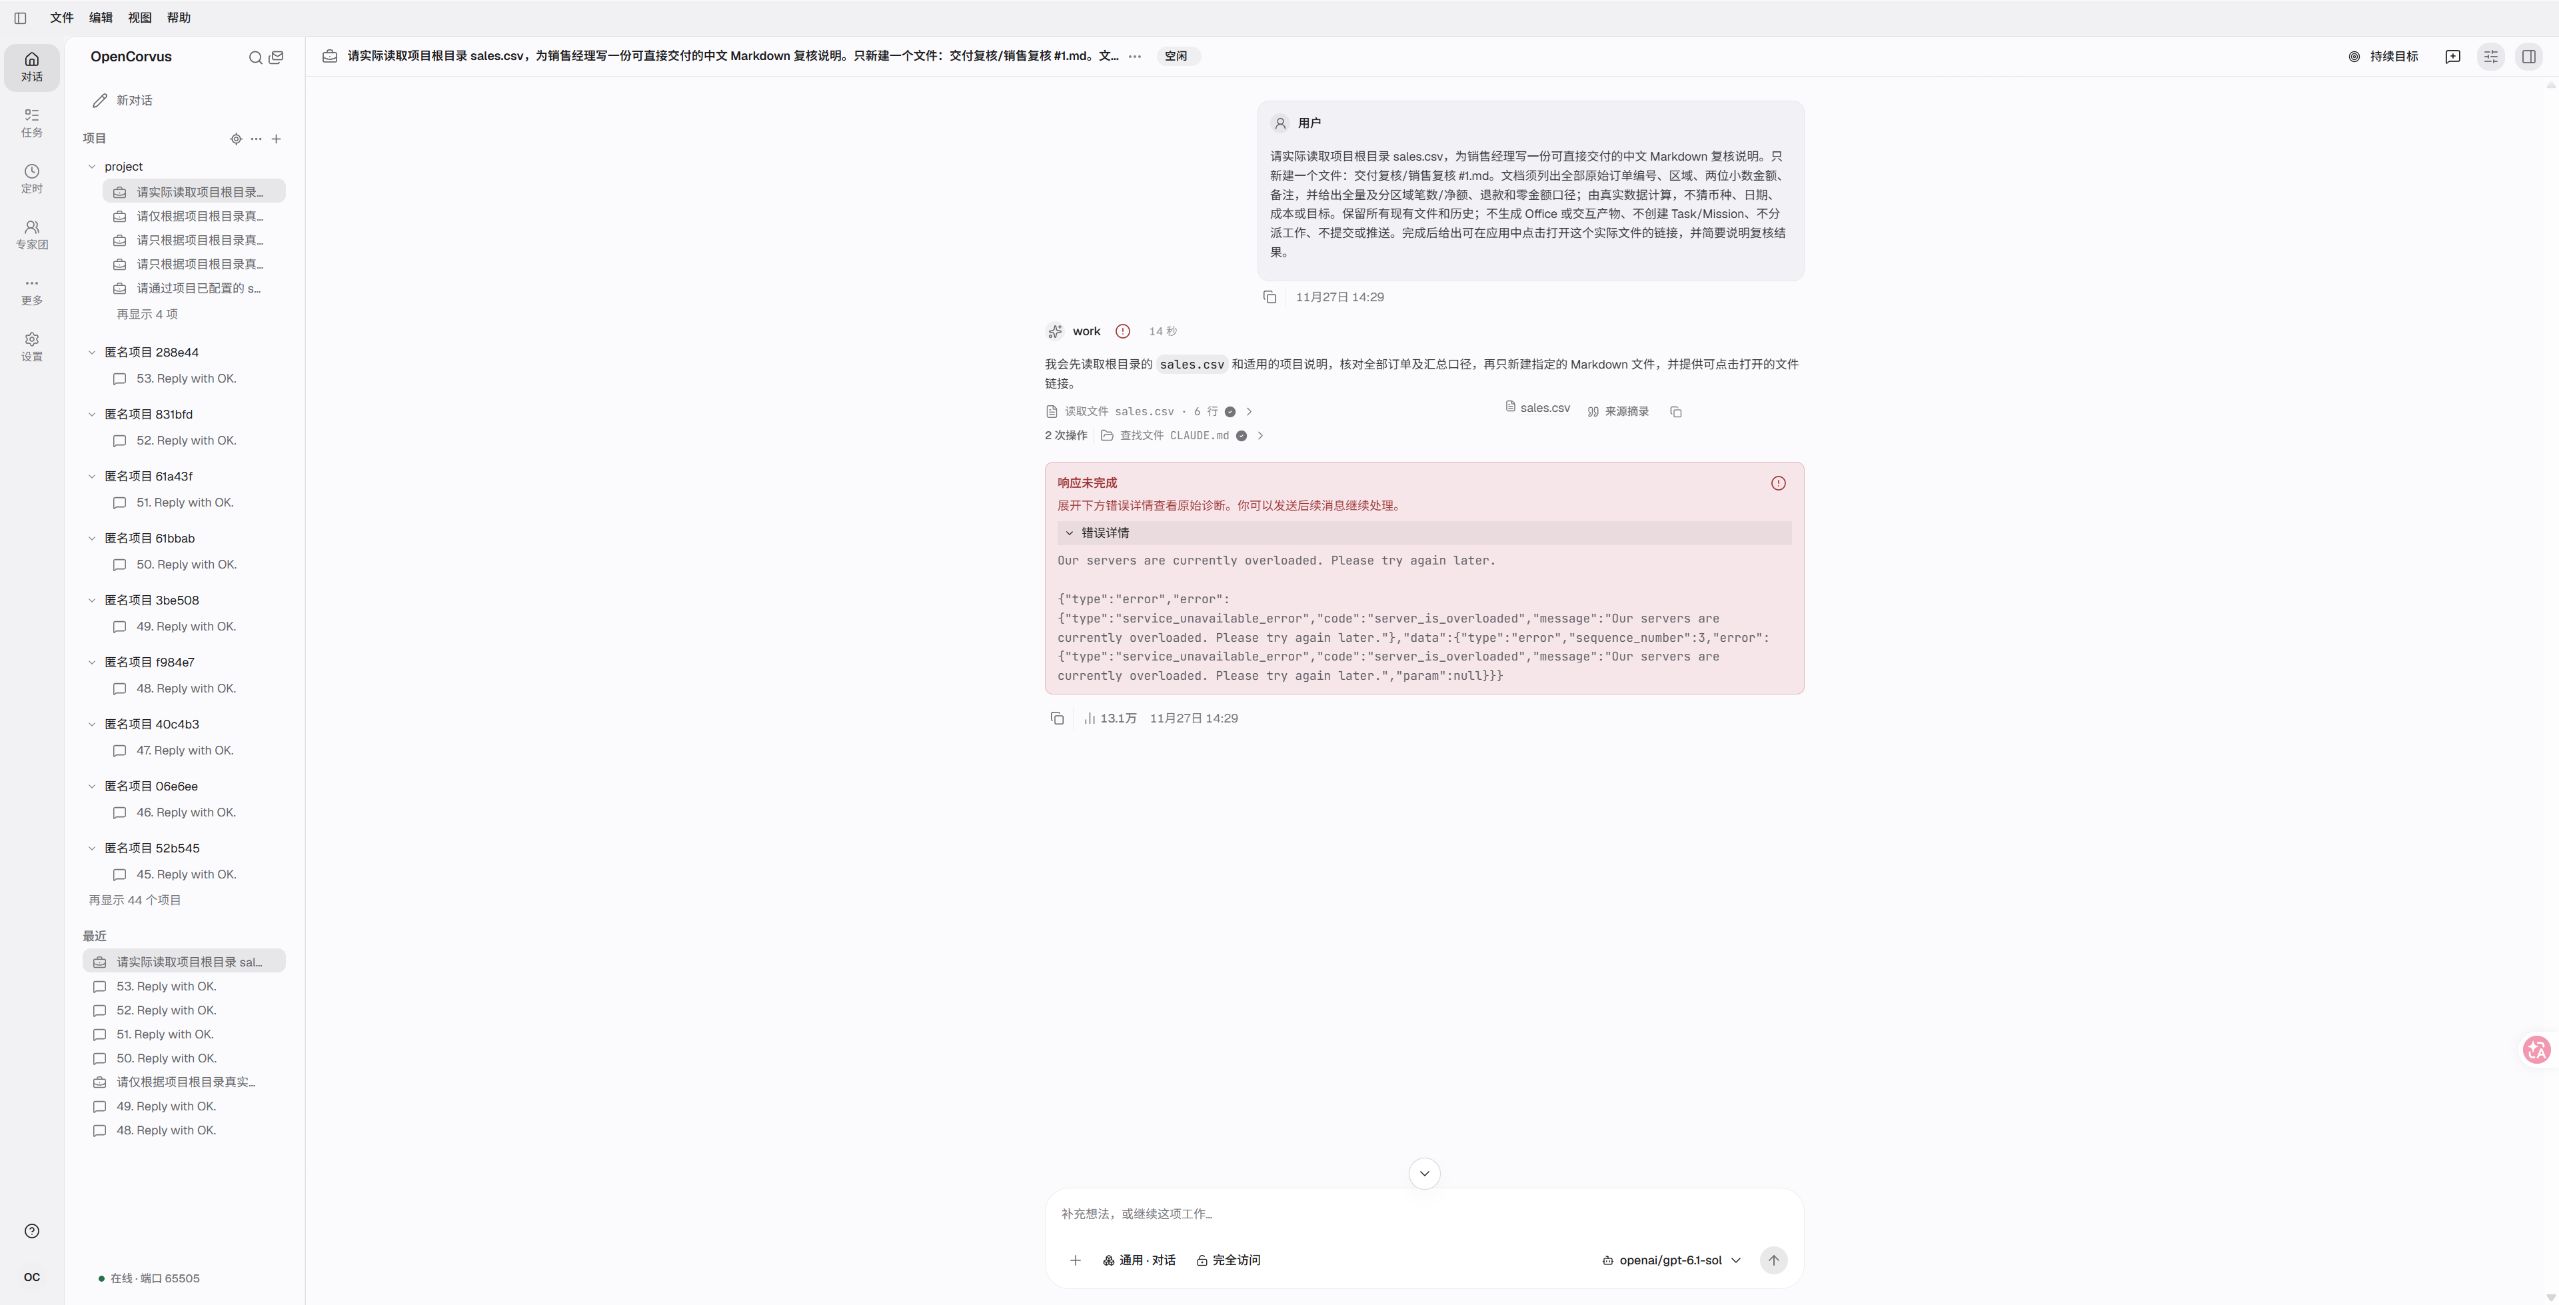 文件 编辑 视图 帮助
对话
任务
定时
专家团
更多
设置
OC
OpenCorvus
新对话
项目
project
请实际读取项目根目录...
请仅根据项目根目录真...
请只根据项目根目录真...
请只根据项目根目录真...
请通过项目已配置的 s...
再显示 4 项
匿名项目 288e44
53. Reply with OK.
匿名项目 831bfd
52. Reply with OK.
匿名项目 61a43f
51. Reply with OK.
匿名项目 61bbab
50. Reply with OK.
匿名项目 3be508
49. Reply with OK.
匿名项目 f984e7
48. Reply with OK.
匿名项目 40c4b3
47. Reply with OK.
匿名项目 06e6ee
46. Reply with OK.
匿名项目 52b545
45. Reply with OK.
再显示 44 个项目
最近
请实际读取项目根目录 sal...
53. Reply with OK.
52. Reply with OK.
51. Reply with OK.
50. Reply with OK.
请仅根据项目根目录真实...
49. Reply with OK.
48. Reply with OK.
在线 · 端口 65505
请实际读取项目根目录 sales.csv，为销售经理写一份可直接交付的中文 Markdown 复核说明。只新建一个文件：交付复核/销售复核 #1.md。文... 空闲
持续目标
用户
请实际读取项目根目录 sales.csv，为销售经理写一份可直接交付的中文 Markdown 复核说明。只
新建一个文件：交付复核/销售复核 #1.md。文档须列出全部原始订单编号、区域、两位小数金额、
备注，并给出全量及分区域笔数/净额、退款和零金额口径；由真实数据计算，不猜币种、日期、
成本或目标。保留所有现有文件和历史；不生成 Office 或交互产物、不创建 Task/Mission、不分
派工作、不提交或推送。完成后给出可在应用中点击打开这个实际文件的链接，并简要说明复核结
果。
11月27日 14:29
work 14 秒
我会先读取根目录的 sales.csv 和适用的项目说明，核对全部订单及汇总口径，再只新建指定的 Markdown 文件，并提供可点击打开的文件
链接。
读取文件 sales.csv · 6 行 sales.csv 来源摘录
2 次操作 查找文件 CLAUDE.md
响应未完成
展开下方错误详情查看原始诊断。你可以发送后续消息继续处理。
错误详情
Our servers are currently overloaded. Please try again later.
{"type":"error","error":
{"type":"service_unavailable_error","code":"server_is_overloaded","message":"Our servers are
currently overloaded. Please try again later."},"data":{"type":"error","sequence_number":3,"error":
{"type":"service_unavailable_error","code":"server_is_overloaded","message":"Our servers are
currently overloaded. Please try again later.","param":null}}}
13.1万 11月27日 14:29
补充想法，或继续这项工作...
通用 · 对话 完全访问 openai/gpt-6.1-sol